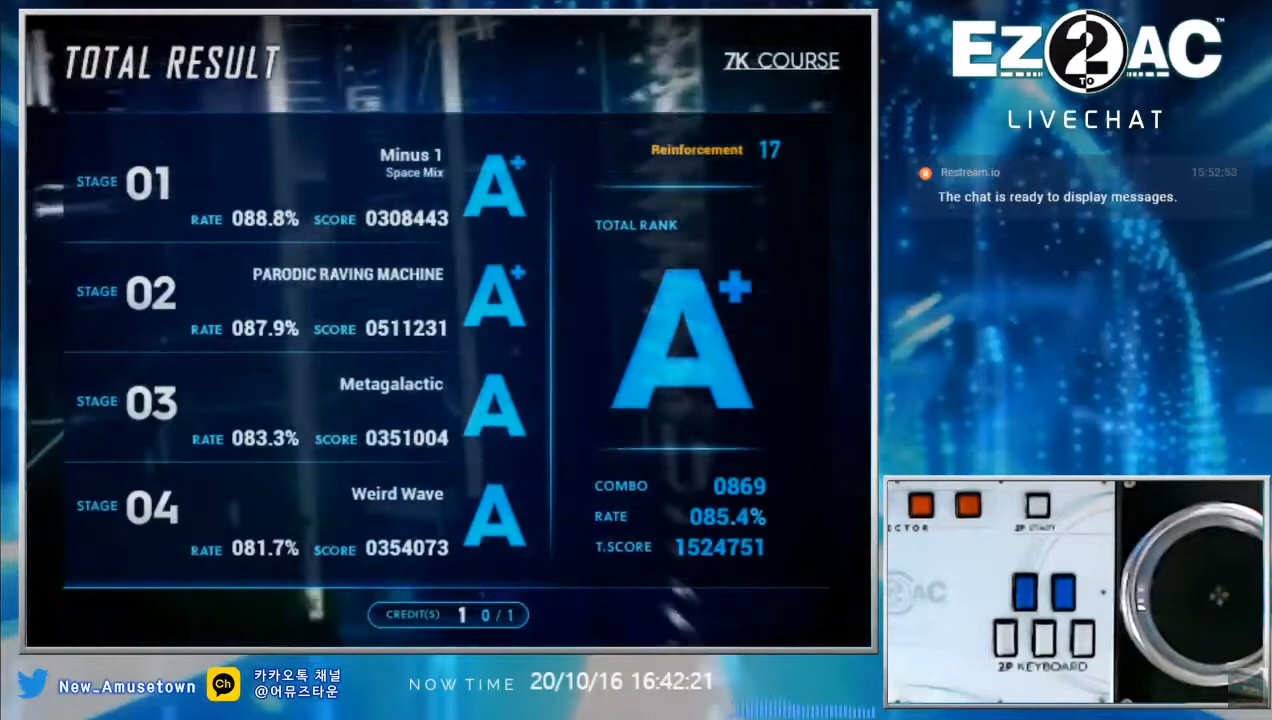 TOTAL RESULT
7K COURSE
STAGE 01
Minus 1
Space Mix
RATE 088.8% SCORE 0308443
A+
STAGE 02
PARODIC RAVING MACHINE
RATE 087.9% SCORE 0511231
A+
STAGE 03
Metagalactic
RATE 083.3% SCORE 0351004
A
STAGE 04
Weird Wave
RATE 081.7% SCORE 0354073
A
Reinforcement 17
TOTAL RANK
A+
COMBO 0869
RATE 085.4%
T.SCORE 1524751
CREDIT(S) 1 0 / 1
EZ2AC™
TO
LIVECHAT
Restream.io 15:52:53
The chat is ready to display messages.
2P KEYBOARD
New_Amusetown
Ch
카카오톡 채널
@어뮤즈타운
NOW TIME 20/10/16 16:42:21